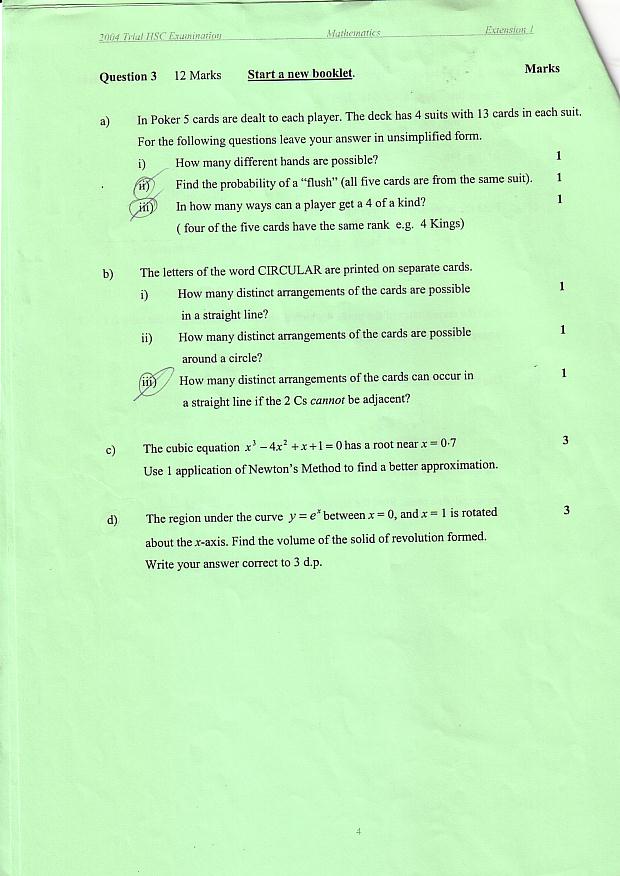 2004 Trial HSC Examination Mathematics Extension 1
Question 3 12 Marks Start a new booklet. Marks
a) In Poker 5 cards are dealt to each player. The deck has 4 suits with 13 cards in each suit.
For the following questions leave your answer in unsimplified form.
i) How many different hands are possible? 1
ii) Find the probability of a “flush” (all five cards are from the same suit). 1
iii) In how many ways can a player get a 4 of a kind? 1
( four of the five cards have the same rank e.g. 4 Kings)
b) The letters of the word CIRCULAR are printed on separate cards.
i) How many distinct arrangements of the cards are possible 1
in a straight line?
ii) How many distinct arrangements of the cards are possible 1
around a circle?
iii) How many distinct arrangements of the cards can occur in 1
a straight line if the 2 Cs cannot be adjacent?
c) The cubic equation x³ − 4x² + x + 1 = 0 has a root near x = 0·7 3
Use 1 application of Newton’s Method to find a better approximation.
d) The region under the curve y = eˣ between x = 0, and x = 1 is rotated 3
about the x-axis. Find the volume of the solid of revolution formed.
Write your answer correct to 3 d.p.
4